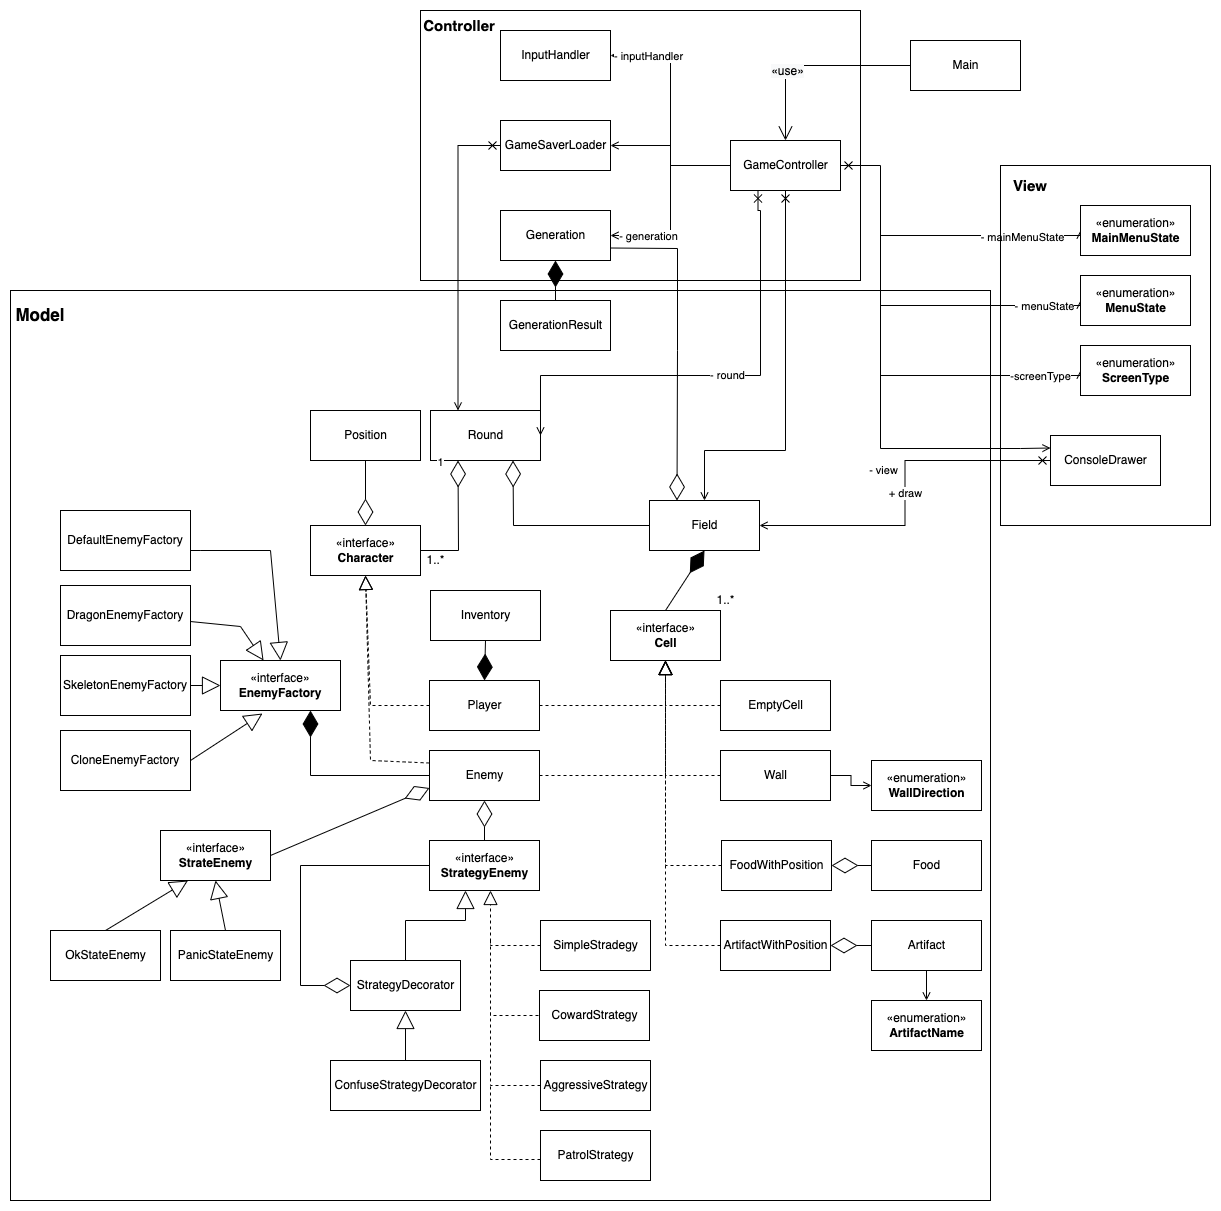 Controller
InputHandler
- inputHandler
Main
«use»
GameSaverLoader
GameController
View
«enumeration»
MainMenuState
- mainMenuState
Generation
- generation
«enumeration»
MenuState
- menuState
Model
GenerationResult
«enumeration»
ScreenType
-screenType
- round
Position
Round
1
ConsoleDrawer
- view
+ draw
Field
DefaultEnemyFactory
«interface»
Character
1..*
DragonEnemyFactory
Inventory
1..*
«interface»
Cell
SkeletonEnemyFactory
«interface»
EnemyFactory
Player
EmptyCell
CloneEnemyFactory
Enemy
Wall
«enumeration»
WallDirection
«interface»
StrateEnemy
«interface»
StrategyEnemy
FoodWithPosition
Food
OkStateEnemy
PanicStateEnemy
SimpleStradegy
ArtifactWithPosition
Artifact
StrategyDecorator
CowardStrategy
«enumeration»
ArtifactName
ConfuseStrategyDecorator
AggressiveStrategy
PatrolStrategy